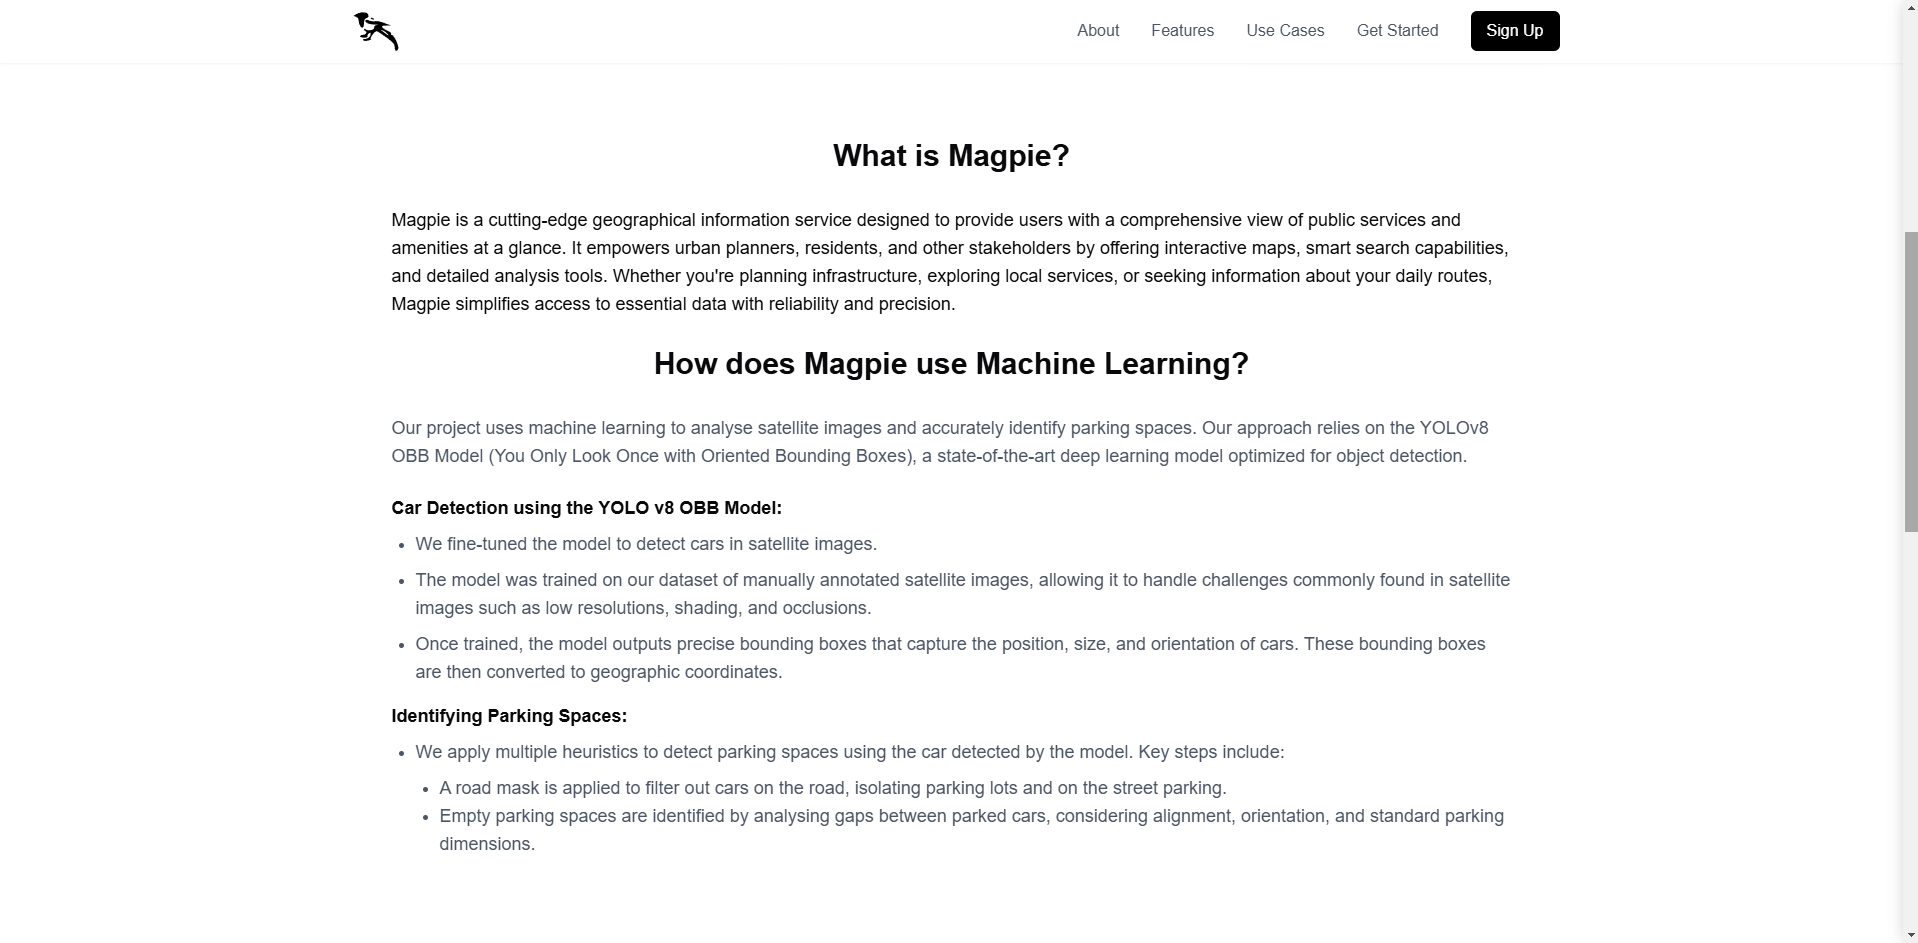 About
Features
Use Cases
Get Started
Sign Up
What is Magpie?
Magpie is a cutting-edge geographical information service designed to provide users with a comprehensive view of public services and
amenities at a glance. It empowers urban planners, residents, and other stakeholders by offering interactive maps, smart search capabilities,
and detailed analysis tools. Whether you're planning infrastructure, exploring local services, or seeking information about your daily routes,
Magpie simplifies access to essential data with reliability and precision.
How does Magpie use Machine Learning?
Our project uses machine learning to analyse satellite images and accurately identify parking spaces. Our approach relies on the YOLOv8
OBB Model (You Only Look Once with Oriented Bounding Boxes), a state-of-the-art deep learning model optimized for object detection.
Car Detection using the YOLO v8 OBB Model:
• We fine-tuned the model to detect cars in satellite images.
• The model was trained on our dataset of manually annotated satellite images, allowing it to handle challenges commonly found in satellite
images such as low resolutions, shading, and occlusions.
• Once trained, the model outputs precise bounding boxes that capture the position, size, and orientation of cars. These bounding boxes
are then converted to geographic coordinates.
Identifying Parking Spaces:
• We apply multiple heuristics to detect parking spaces using the car detected by the model. Key steps include:
• A road mask is applied to filter out cars on the road, isolating parking lots and on the street parking.
• Empty parking spaces are identified by analysing gaps between parked cars, considering alignment, orientation, and standard parking
dimensions.